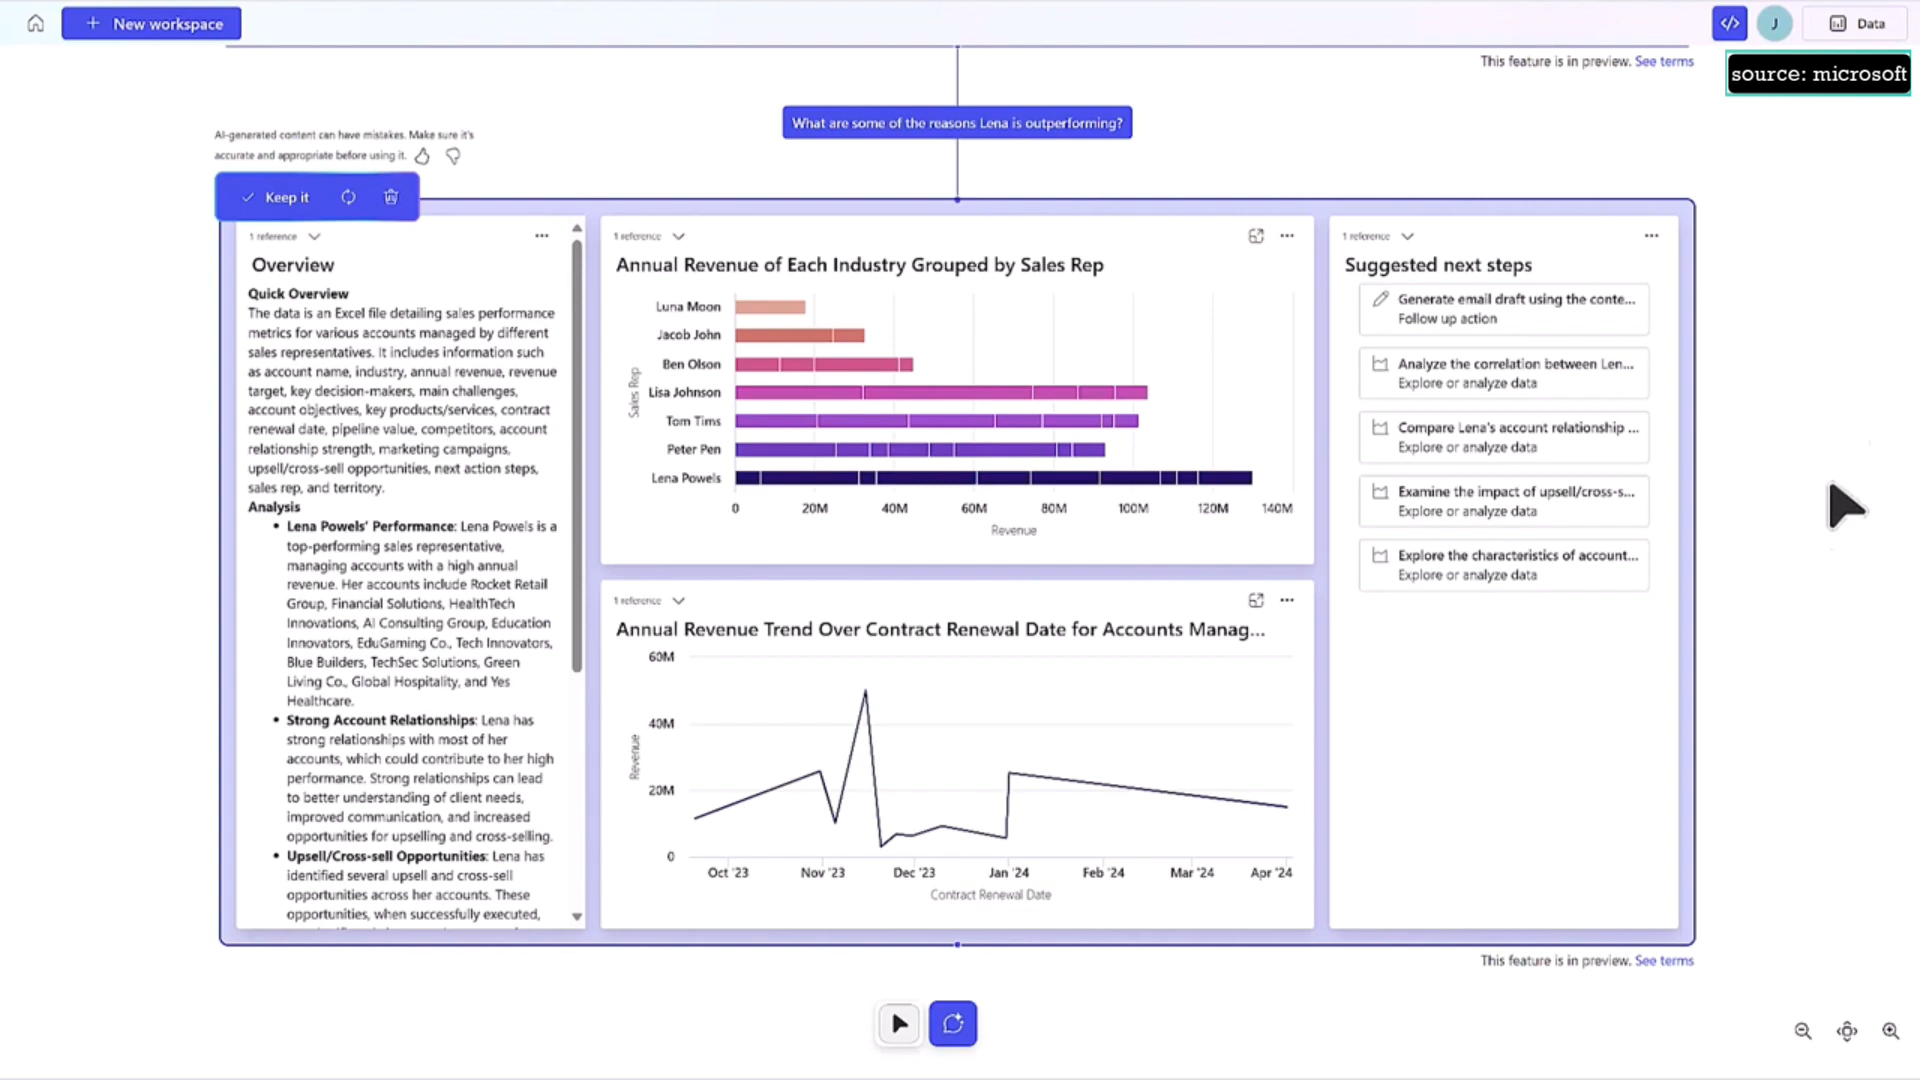 New workspace
J
Data
This feature is in preview. See terms
source: microsoft
What are some of the reasons Lena is outperforming?
AI-generated content can have mistakes. Make sure it's
accurate and appropriate before using it.
Keep it
1 reference
Overview
Quick Overview
The data is an Excel file detailing sales performance
metrics for various accounts managed by different
sales representatives. It includes information such
as account name, industry, annual revenue, revenue
target, key decision-makers, main challenges,
account objectives, key products/services, contract
renewal date, pipeline value, competitors, account
relationship strength, marketing campaigns,
upsell/cross-sell opportunities, next action steps,
sales rep, and territory.
Analysis
• Lena Powels' Performance: Lena Powels is a
top-performing sales representative,
managing accounts with a high annual
revenue. Her accounts include Rocket Retail
Group, Financial Solutions, HealthTech
Innovations, AI Consulting Group, Education
Innovators, EduGaming Co., Tech Innovators,
Blue Builders, TechSec Solutions, Green
Living Co., Global Hospitality, and Yes
Healthcare.
• Strong Account Relationships: Lena has
strong relationships with most of her
accounts, which could contribute to her high
performance. Strong relationships can lead
to better understanding of client needs,
improved communication, and increased
opportunities for upselling and cross-selling.
• Upsell/Cross-sell Opportunities: Lena has
identified several upsell and cross-sell
opportunities across her accounts. These
opportunities, when successfully executed,
1 reference
Annual Revenue of Each Industry Grouped by Sales Rep
Sales Rep
Luna Moon
Jacob John
Ben Olson
Lisa Johnson
Tom Tims
Peter Pen
Lena Powels
0 20M 40M 60M 80M 100M 120M 140M
Revenue
1 reference
Annual Revenue Trend Over Contract Renewal Date for Accounts Manag...
Revenue
60M
40M
20M
0
Oct '23 Nov '23 Dec '23 Jan '24 Feb '24 Mar '24 Apr '24
Contract Renewal Date
1 reference
Suggested next steps
Generate email draft using the conte...
Follow up action
Analyze the correlation between Len...
Explore or analyze data
Compare Lena's account relationship ...
Explore or analyze data
Examine the impact of upsell/cross-s...
Explore or analyze data
Explore the characteristics of account...
Explore or analyze data
This feature is in preview. See terms